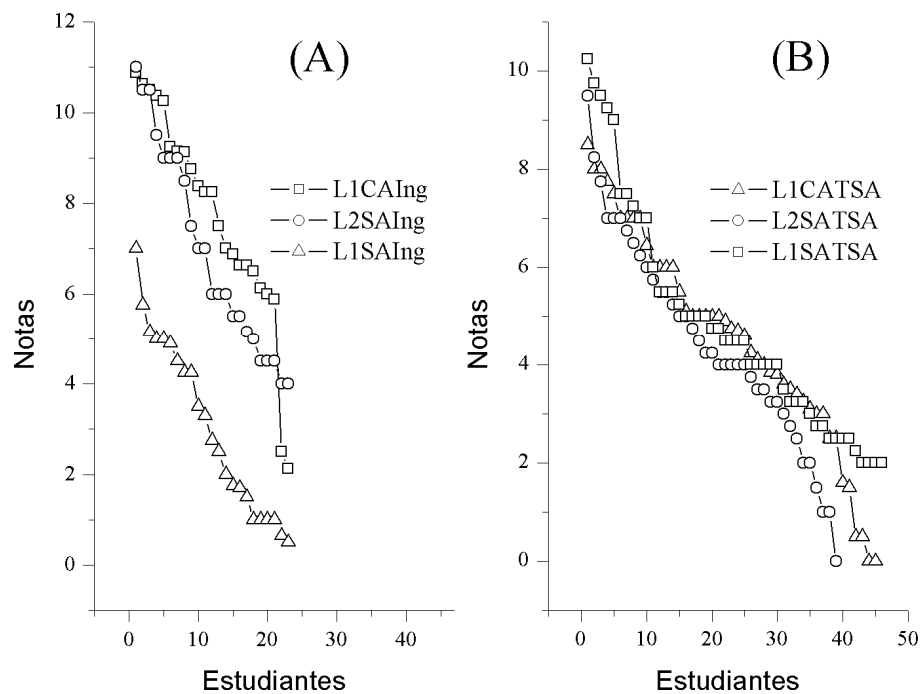 (A)
12
10
8
6
4
2
0
Notas
L1CAIng
L2SAIng
L1SAIng
0 10 20 30 40
Estudiantes
(B)
10
8
6
4
2
0
Notas
L1CATSA
L2SATSA
L1SATSA
0 10 20 30 40 50
Estudiantes